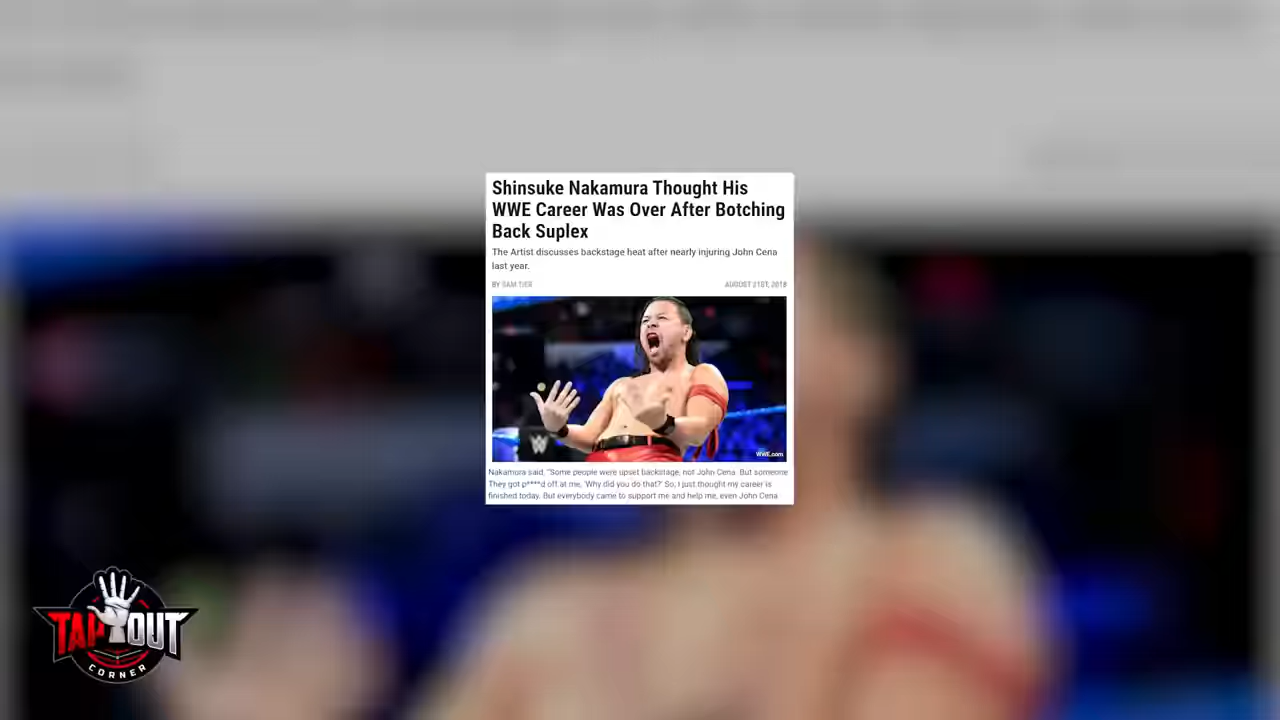 Shinsuke Nakamura Thought His
WWE Career Was Over After Botching
Back Suplex
The Artist discusses backstage heat after nearly injuring John Cena
last year.
BY SAM TIER
AUGUST 21ST, 2018
W
WWE.com
Nakamura said, "Some people were upset backstage, not John Cena. But someone
They got p****d off at me, 'Why did you do that?' So, I just thought my career is
finished today. But everybody came to support me and help me, even John Cena
TAP OUT
CORNER